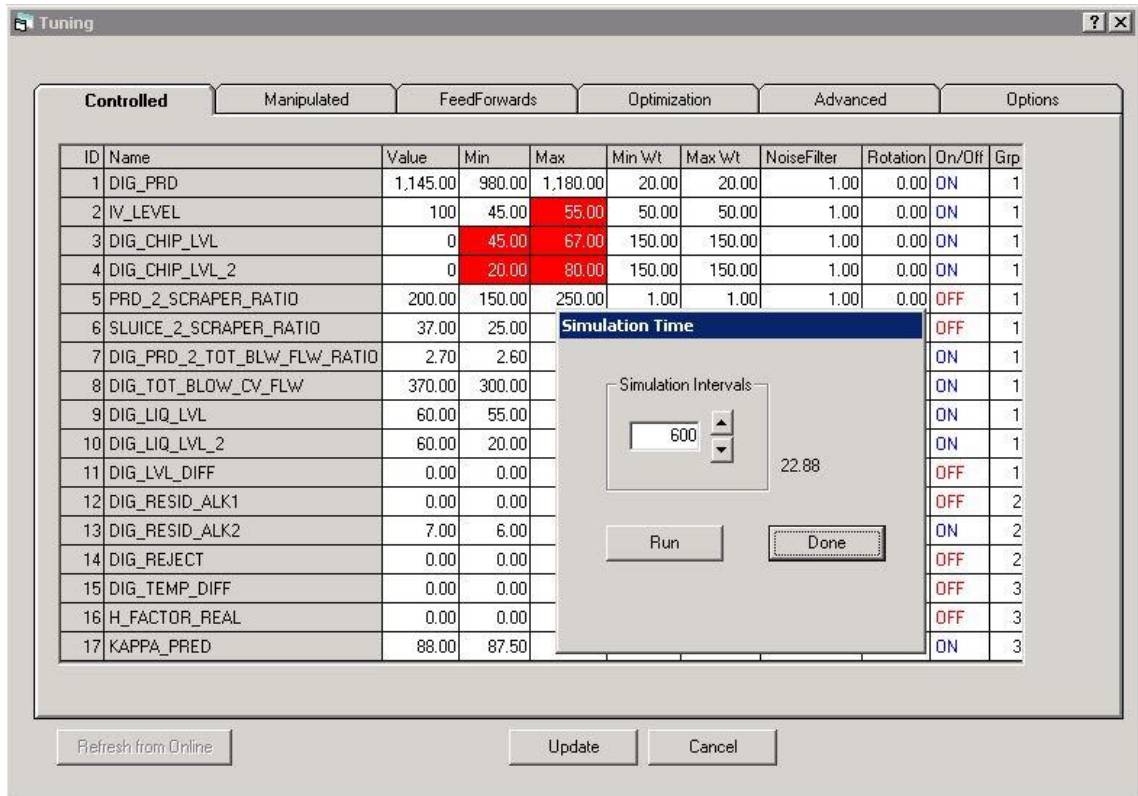 Tuning
Controlled Manipulated FeedForwards Optimization Advanced Options
ID Name Value Min Max Min Wt Max Wt NoiseFilter Rotation On/Off Grp
1 DIG_PRD 1,145.00 980.00 1,180.00 20.00 20.00 1.00 0.00 ON 1
2 IV_LEVEL 100 45.00 55.00 50.00 50.00 1.00 0.00 ON 1
3 DIG_CHIP_LVL 0 45.00 67.00 150.00 150.00 1.00 0.00 ON 1
4 DIG_CHIP_LVL_2 0 20.00 80.00 150.00 150.00 1.00 0.00 ON 1
5 PRD_2_SCRAPER_RATIO 200.00 150.00 250.00 1.00 1.00 1.00 0.00 OFF 1
6 SLUICE_2_SCRAPER_RATIO 37.00 25.00 OFF 1
7 DIG_PRD_2_TOT_BLW_FLW_RATIO 2.70 2.60 ON 1
8 DIG_TOT_BLOW_CV_FLW 370.00 300.00 ON 1
9 DIG_LIQ_LVL 60.00 55.00 ON 1
10 DIG_LIQ_LVL_2 60.00 20.00 ON 1
11 DIG_LVL_DIFF 0.00 0.00 OFF 1
12 DIG_RESID_ALK1 0.00 0.00 OFF 2
13 DIG_RESID_ALK2 7.00 6.00 ON 2
14 DIG_REJECT 0.00 0.00 OFF 2
15 DIG_TEMP_DIFF 0.00 0.00 OFF 3
16 H_FACTOR_REAL 0.00 0.00 OFF 3
17 KAPPA_PRED 88.00 87.50 ON 3
Simulation Time
Simulation Intervals
600
22.88
Run Done
Refresh from Online Update Cancel